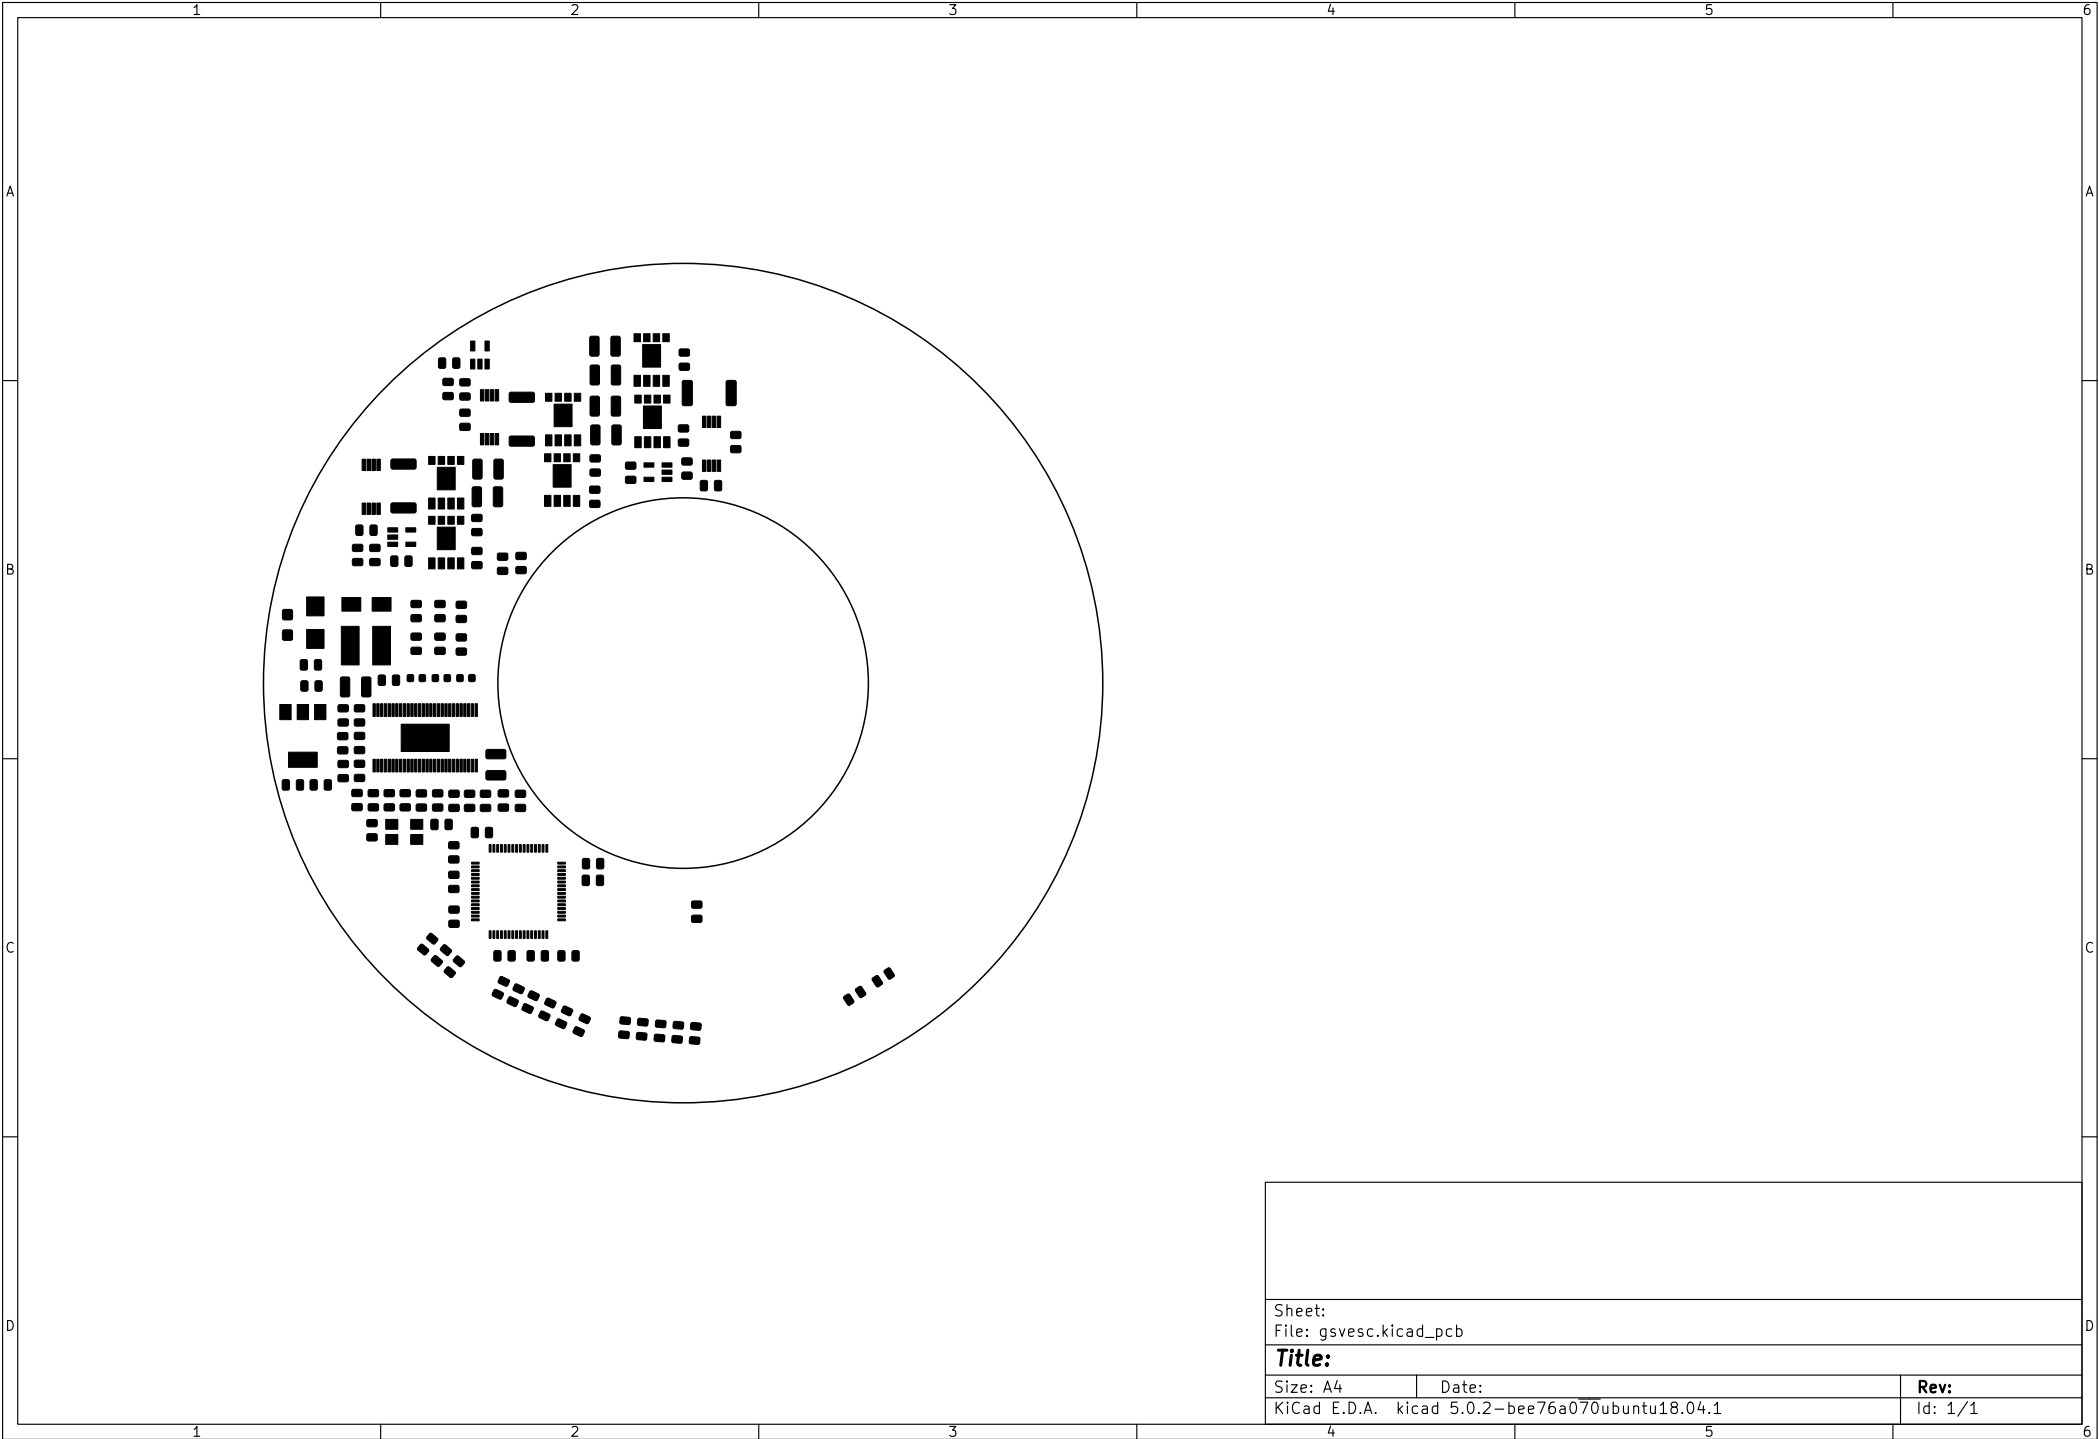 1 2 3 4 5 6
A A
B B
C C
D D
Sheet:
File: gsvesc.kicad_pcb
Title:
Size: A4 Date: Rev:
KiCad E.D.A. kicad 5.0.2-bee76a070ubuntu18.04.1 Id: 1/1
1 2 3 4 5 6